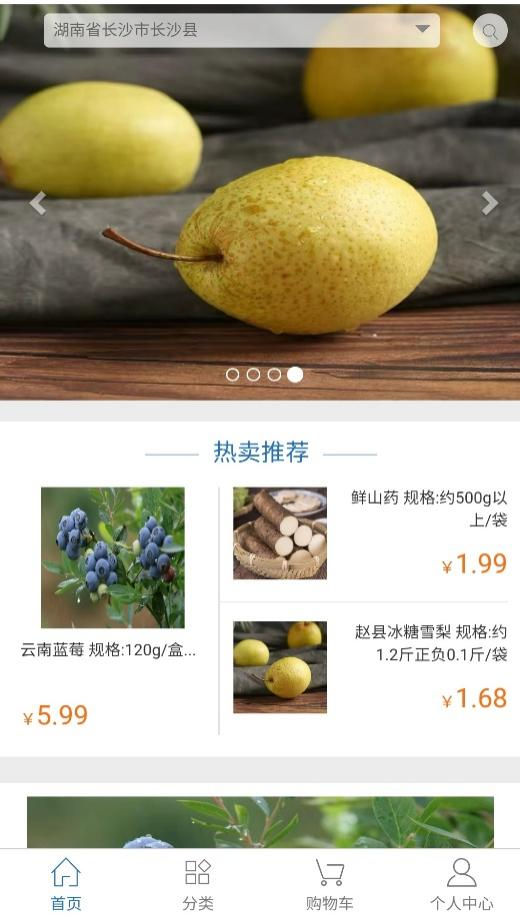 湖南省长沙市长沙县
热卖推荐
云南蓝莓 规格:120g/盒...
¥5.99
鲜山药 规格:约500g以
上/袋
¥1.99
赵县冰糖雪梨 规格:约
1.2斤正负0.1斤/袋
¥1.68
首页
分类
购物车
个人中心